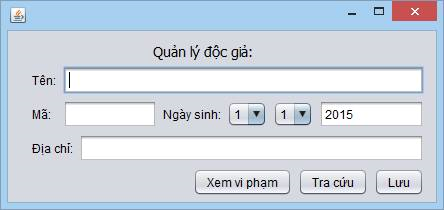 Quản lý độc giả:
Tên:
Mã: Ngày sinh: 1 1 2015
Địa chỉ:
Xem vi phạm Tra cứu Lưu